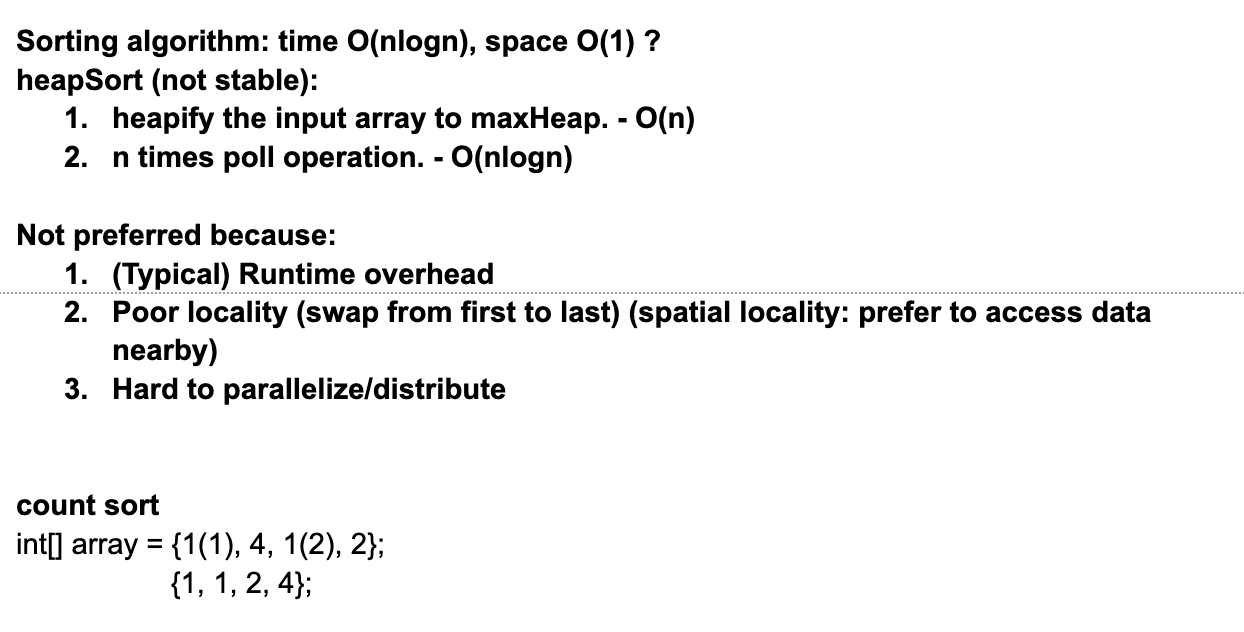 Sorting algorithm: time O(nlogn), space O(1) ?
heapSort (not stable):
1. heapify the input array to maxHeap. - O(n)
2. n times poll operation. - O(nlogn)
Not preferred because:
1. (Typical) Runtime overhead
2. Poor locality (swap from first to last) (spatial locality: prefer to access data
nearby)
3. Hard to parallelize/distribute
count sort
int[] array = {1(1), 4, 1(2), 2};
{1, 1, 2, 4};